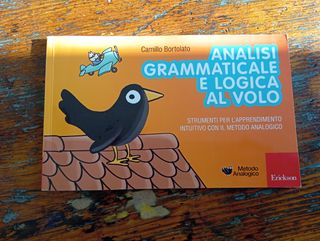 Camillo Bortolato
ANALISI
GRAMMATICALE
E LOGICA
AL VOLO
STRUMENTI PER L'APPRENDIMENTO
INTUITIVO CON IL METODO ANALOGICO
Metodo
Analogico
Erickson